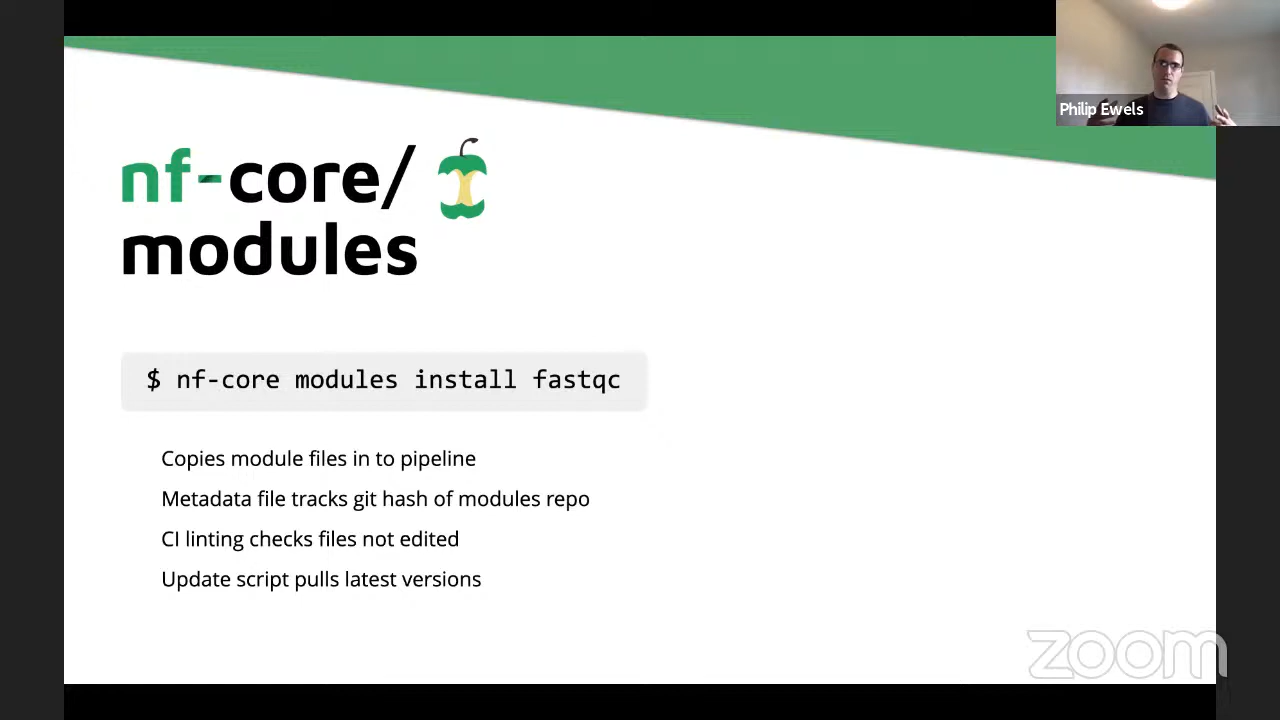 Philip Ewels
nf-core/
modules
$ nf-core modules install fastqc
Copies module files in to pipeline
Metadata file tracks git hash of modules repo
CI linting checks files not edited
Update script pulls latest versions
zoom